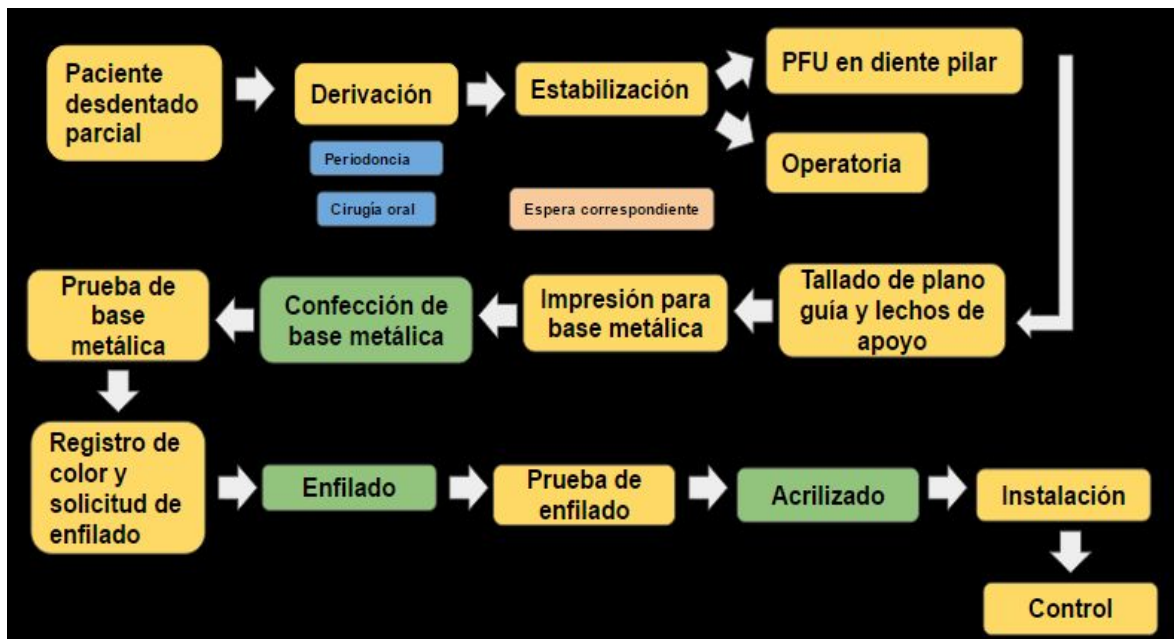 Paciente
desdentado
parcial
Derivación
Estabilización
PFU en diente pilar
Operatoria
Periodoncia
Cirugía oral
Espera correspondiente
Tallado de plano
guía y lechos de
apoyo
Impresión para
base metálica
Confección de
base metálica
Prueba de
base
metálica
Registro de
color y
solicitud de
enfilado
Enfilado
Prueba de
enfilado
Acrilizado
Instalación
Control